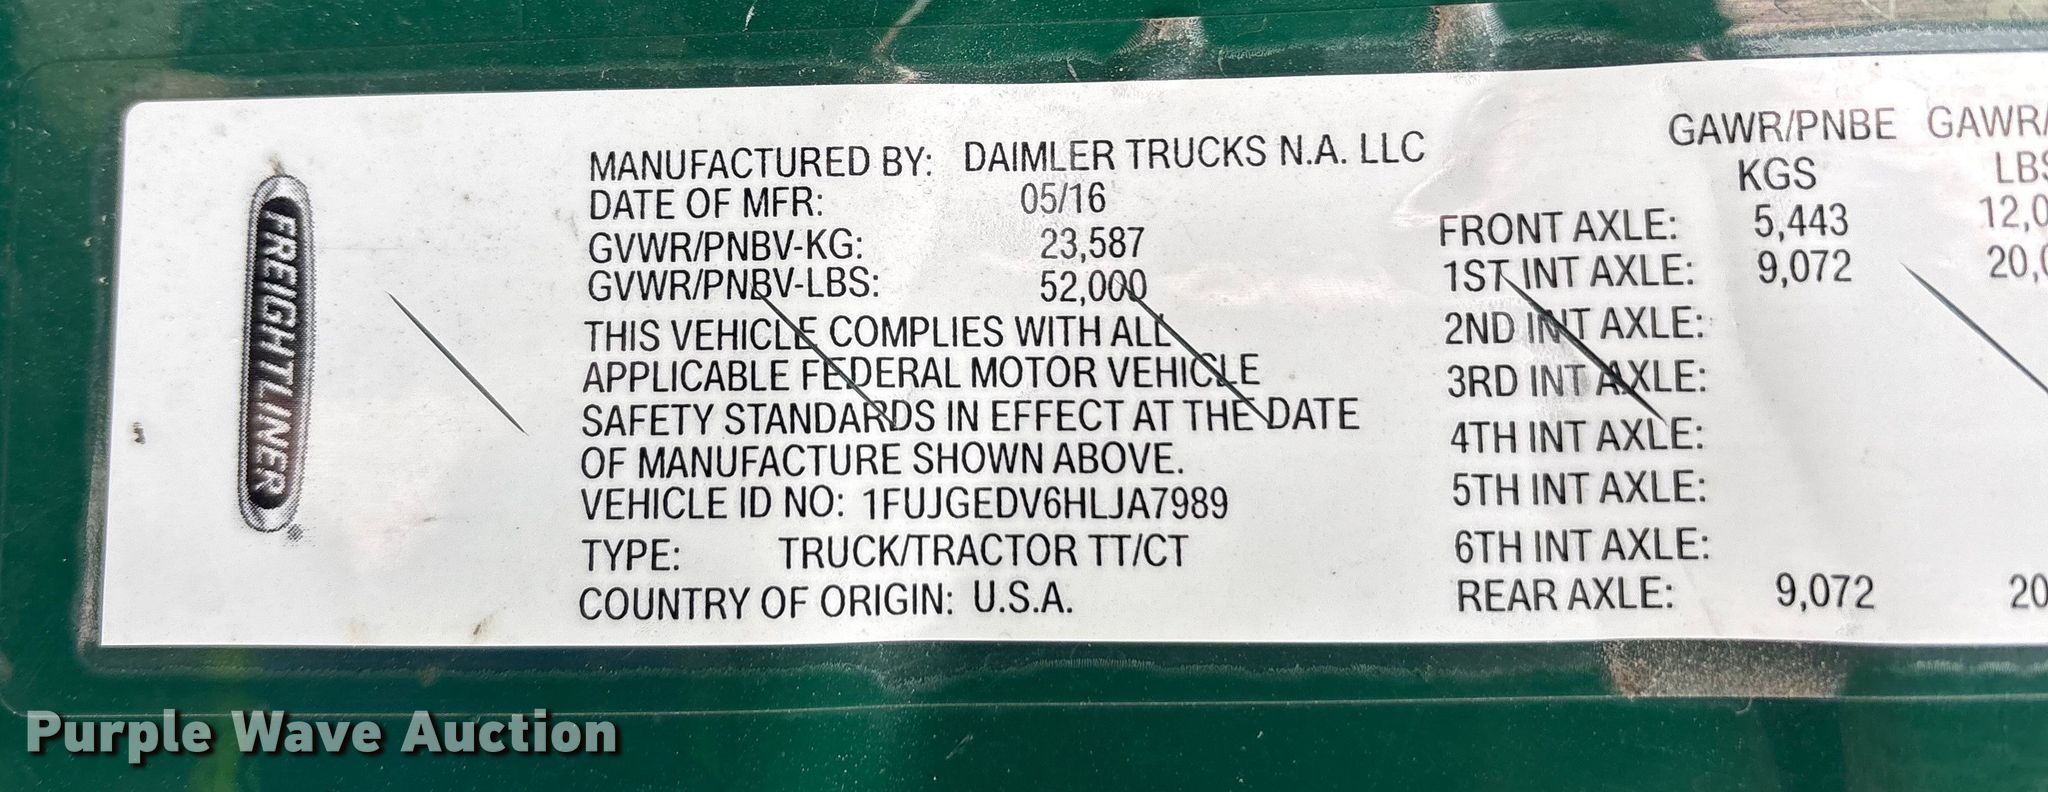 FREIGHTLINER
MANUFACTURED BY: DAIMLER TRUCKS N.A. LLC
DATE OF MFR: 05/16
GVWR/PNBV-KG: 23,587
GVWR/PNBV-LBS: 52,000
THIS VEHICLE COMPLIES WITH ALL
APPLICABLE FEDERAL MOTOR VEHICLE
SAFETY STANDARDS IN EFFECT AT THE DATE
OF MANUFACTURE SHOWN ABOVE.
VEHICLE ID NO: 1FUJGEDV6HLJA7989
TYPE: TRUCK/TRACTOR TT/CT
COUNTRY OF ORIGIN: U.S.A.
GAWR/PNBE GAWR/
KGS LBS
FRONT AXLE: 5,443 12,0
1ST INT AXLE: 9,072 20,0
2ND INT AXLE:
3RD INT AXLE:
4TH INT AXLE:
5TH INT AXLE:
6TH INT AXLE:
REAR AXLE: 9,072 20
Purple Wave Auction